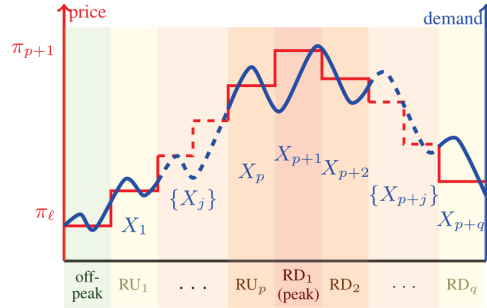 price
demand
π_{p+1}
π_ℓ
X_1
{X_j}
X_p
X_{p+1}
X_{p+2}
{X_{p+j}}
X_{p+q}
off-
peak
RU_1
· · ·
RU_p
RD_1
(peak)
RD_2
· · ·
RD_q